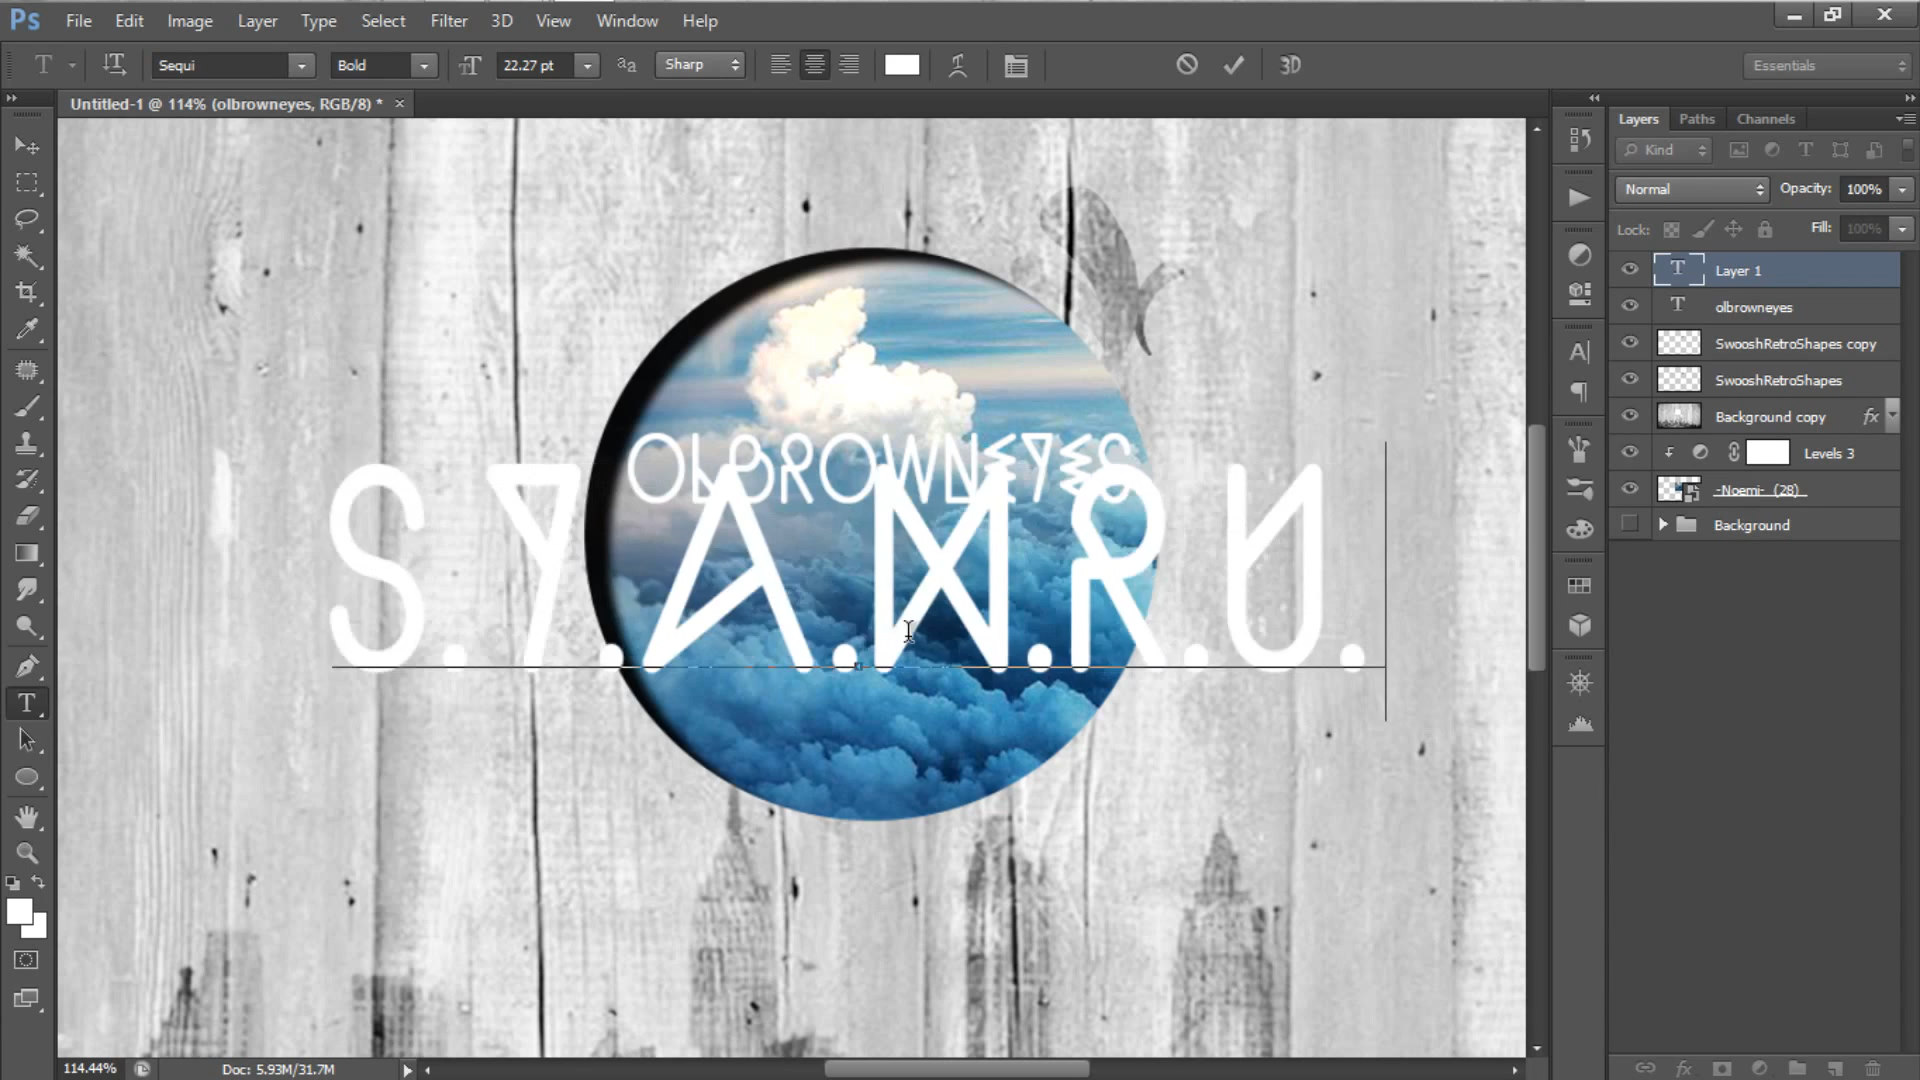 Ps File Edit Image Layer Type Select Filter 3D View Window Help
T Sequi Bold 22.27 pt aa Sharp 3D Essentials
Untitled-1 @ 114% (olbrowneyes, RGB/8) * ×
Layers Paths Channels
Kind
Normal Opacity: 100%
Lock: Fill: 100%
T Layer 1
T olbrowneyes
SwooshRetroShapes copy
SwooshRetroShapes
Background copy fx
Levels 3
-Noemi- (28)
Background
OLBROWNEYES
114.44% Doc: 5.93M/31.7M